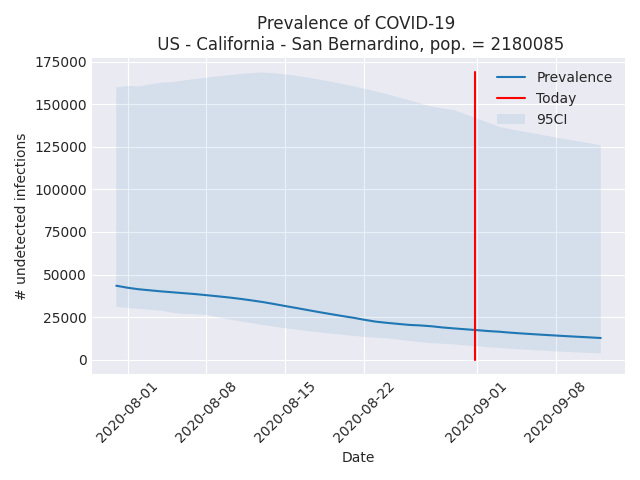 Prevalence of COVID-19
US - California - San Bernardino, pop. = 2180085
175000
150000
125000
100000
75000
50000
25000
0
# undetected infections
Prevalence
Today
95CI
2020-08-01
2020-08-08
2020-08-15
2020-08-22
2020-09-01
2020-09-08
Date